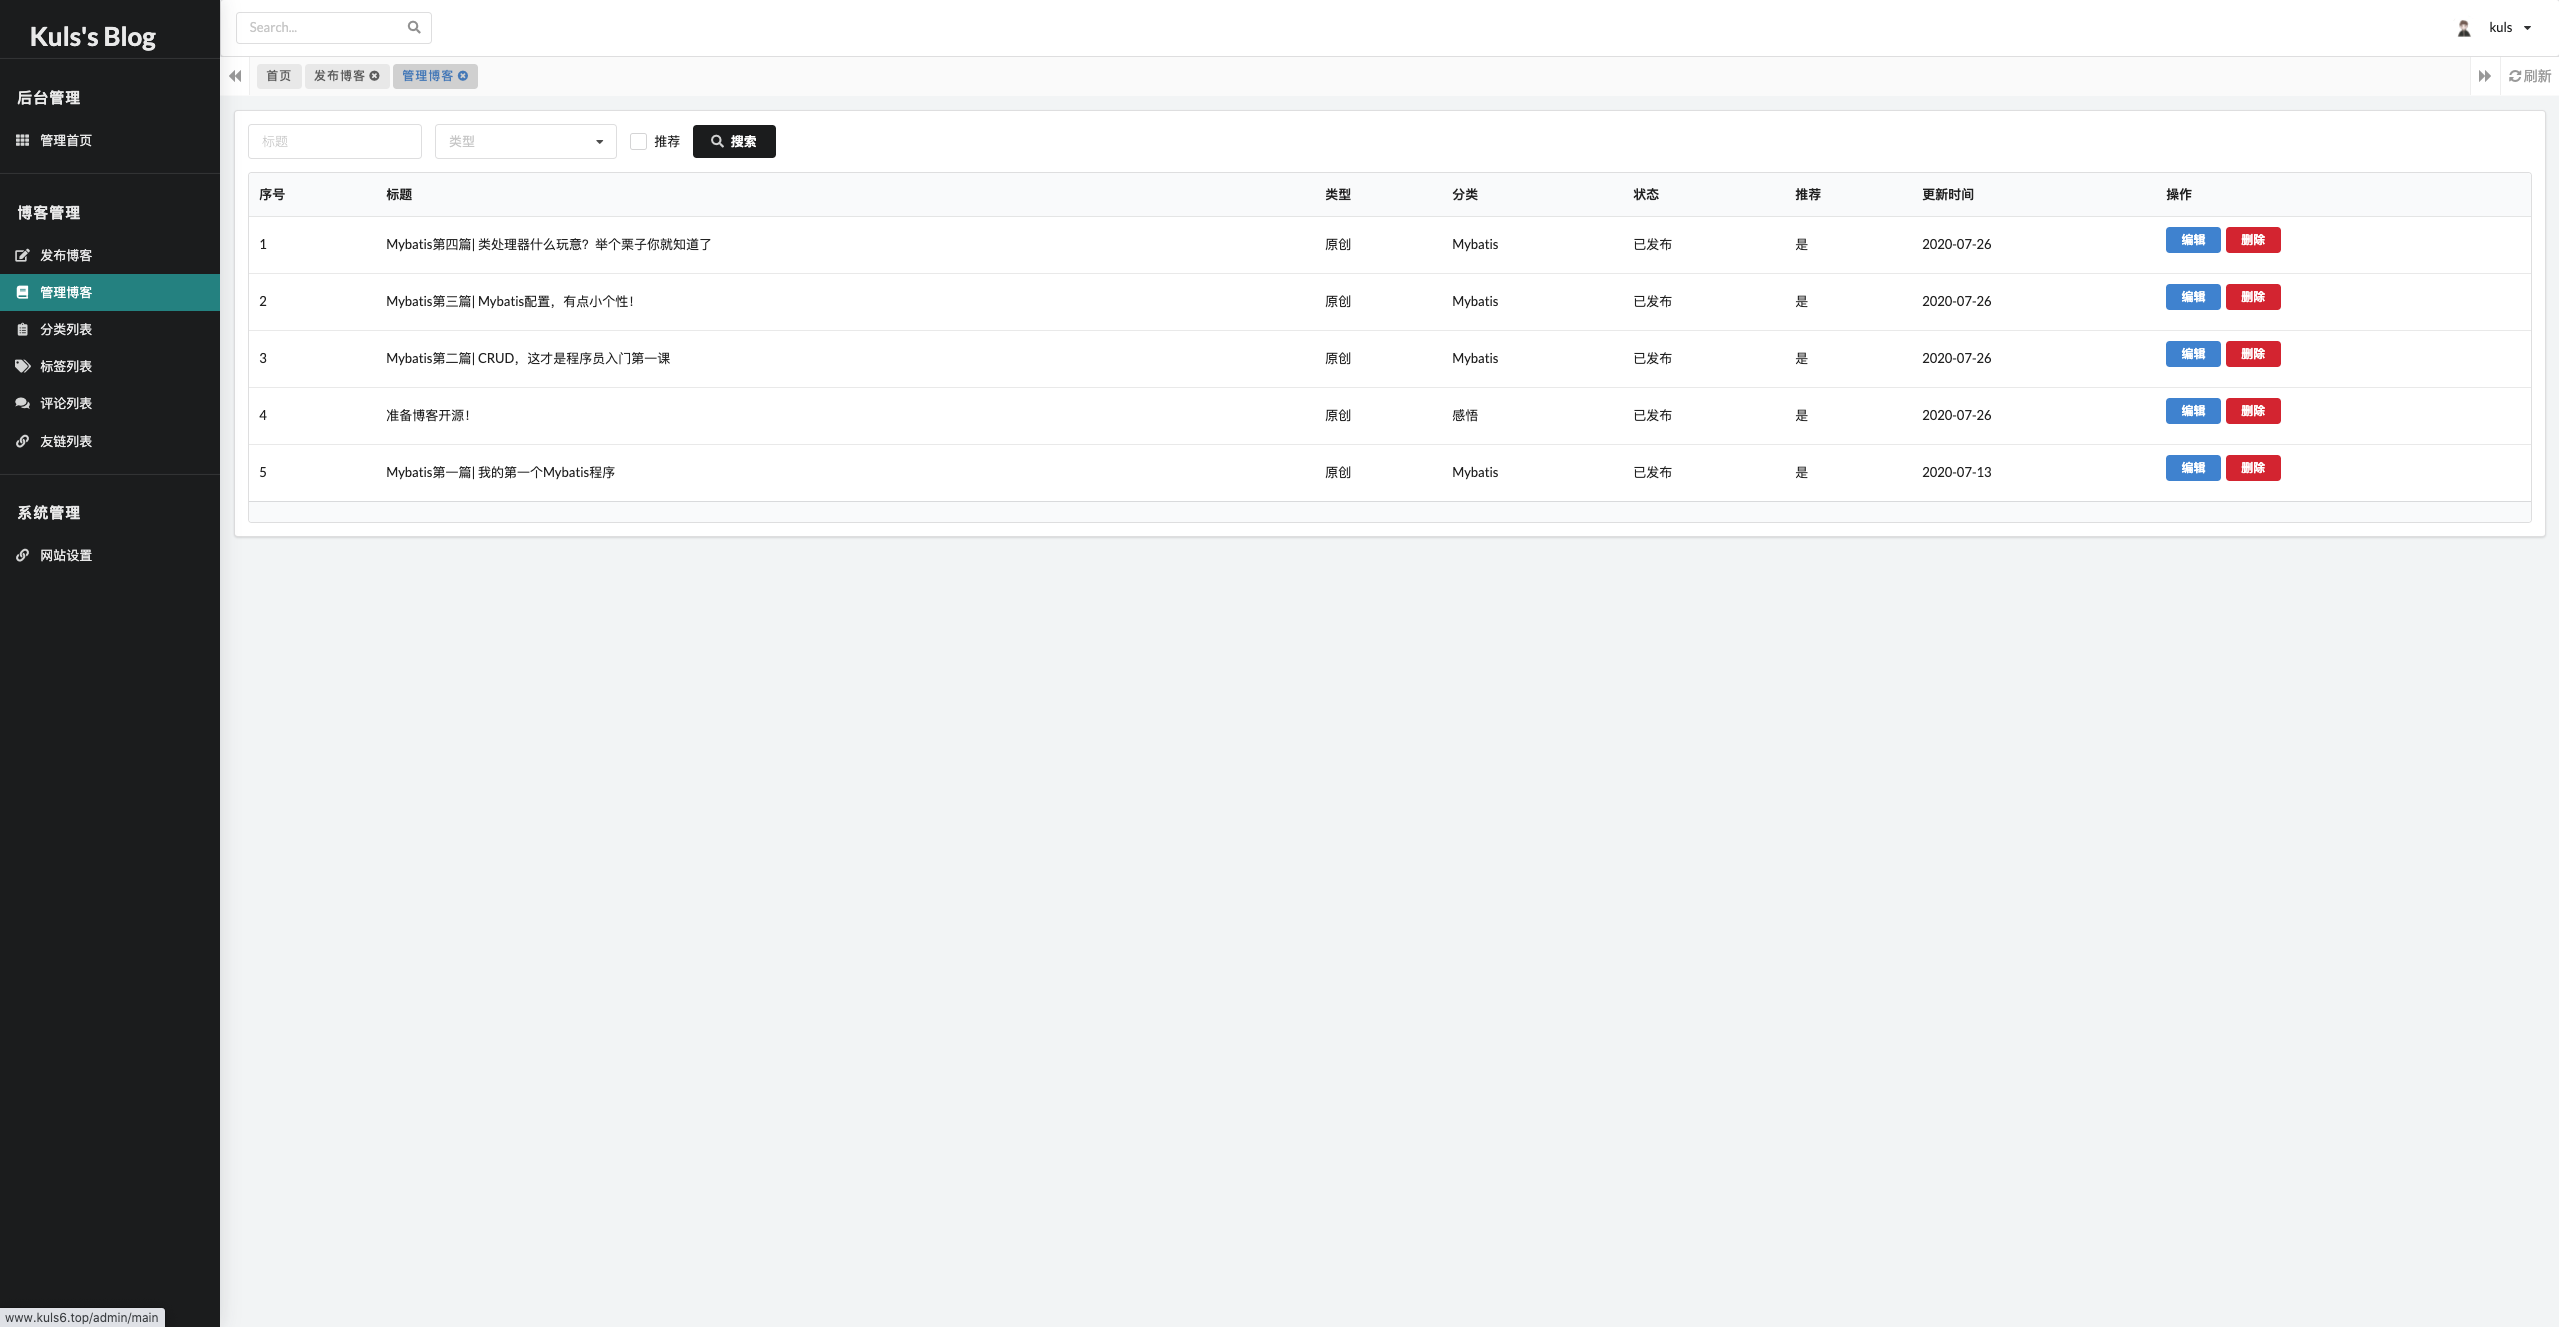 Kuls's Blog
后台管理
管理首页
博客管理
发布博客
管理博客
分类列表
标签列表
评论列表
友链列表
系统管理
网站设置
www.kuls6.top/admin/main
Search...
kuls
首页 发布博客 管理博客 刷新
标题 类型 推荐 搜索
序号 标题 类型 分类 状态 推荐 更新时间 操作
1 Mybatis第四篇| 类处理器什么玩意？举个栗子你就知道了 原创 Mybatis 已发布 是 2020-07-26 编辑 删除
2 Mybatis第三篇| Mybatis配置，有点小个性！ 原创 Mybatis 已发布 是 2020-07-26 编辑 删除
3 Mybatis第二篇| CRUD，这才是程序员入门第一课 原创 Mybatis 已发布 是 2020-07-26 编辑 删除
4 准备博客开源！ 原创 感悟 已发布 是 2020-07-26 编辑 删除
5 Mybatis第一篇| 我的第一个Mybatis程序 原创 Mybatis 已发布 是 2020-07-13 编辑 删除